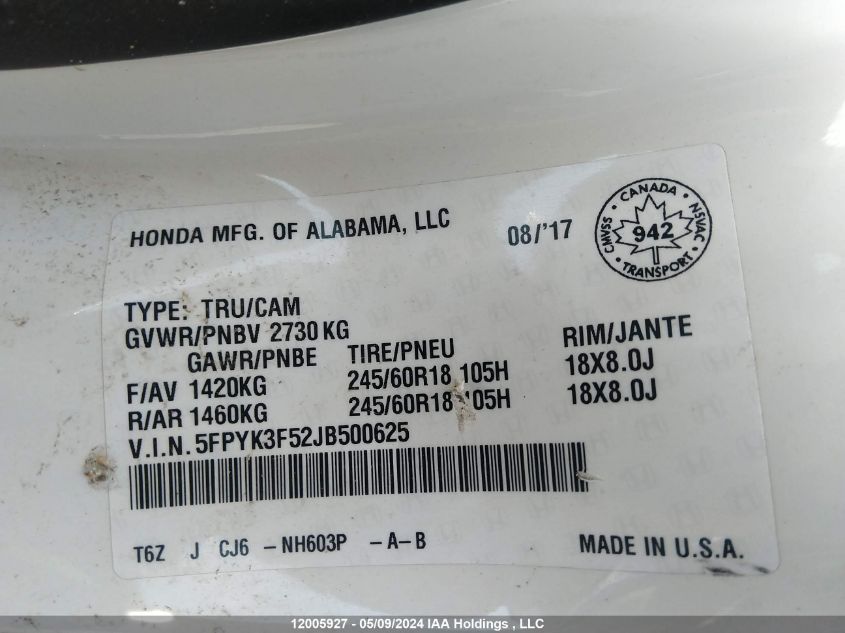 HONDA MFG. OF ALABAMA, LLC
08/'17
CMVSS • CANADA • NSVAC • TRANSPORT •
942
TYPE: TRU/CAM
GVWR/PNBV 2730 KG
GAWR/PNBE TIRE/PNEU RIM/JANTE
F/AV 1420KG 245/60R18 105H 18X8.0J
R/AR 1460KG 245/60R18 105H 18X8.0J
V.I.N. 5FPYK3F52JB500625
T6Z J CJ6 -NH603P -A-B MADE IN U.S.A.
12005927 - 05/09/2024 IAA Holdings , LLC